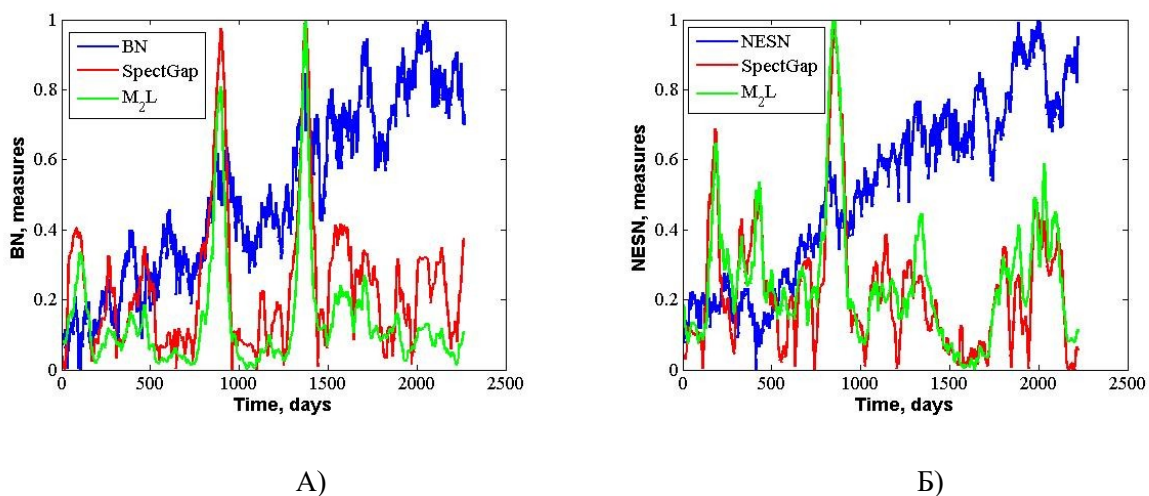 BN, measures
1
0.8
0.6
0.4
0.2
0
BN
SpectGap
M₂L
0
500
1000
1500
2000
2500
Time, days
NESN, measures
1
0.8
0.6
0.4
0.2
0
NESN
SpectGap
M₂L
0
500
1000
1500
2000
2500
Time, days
А)
Б)